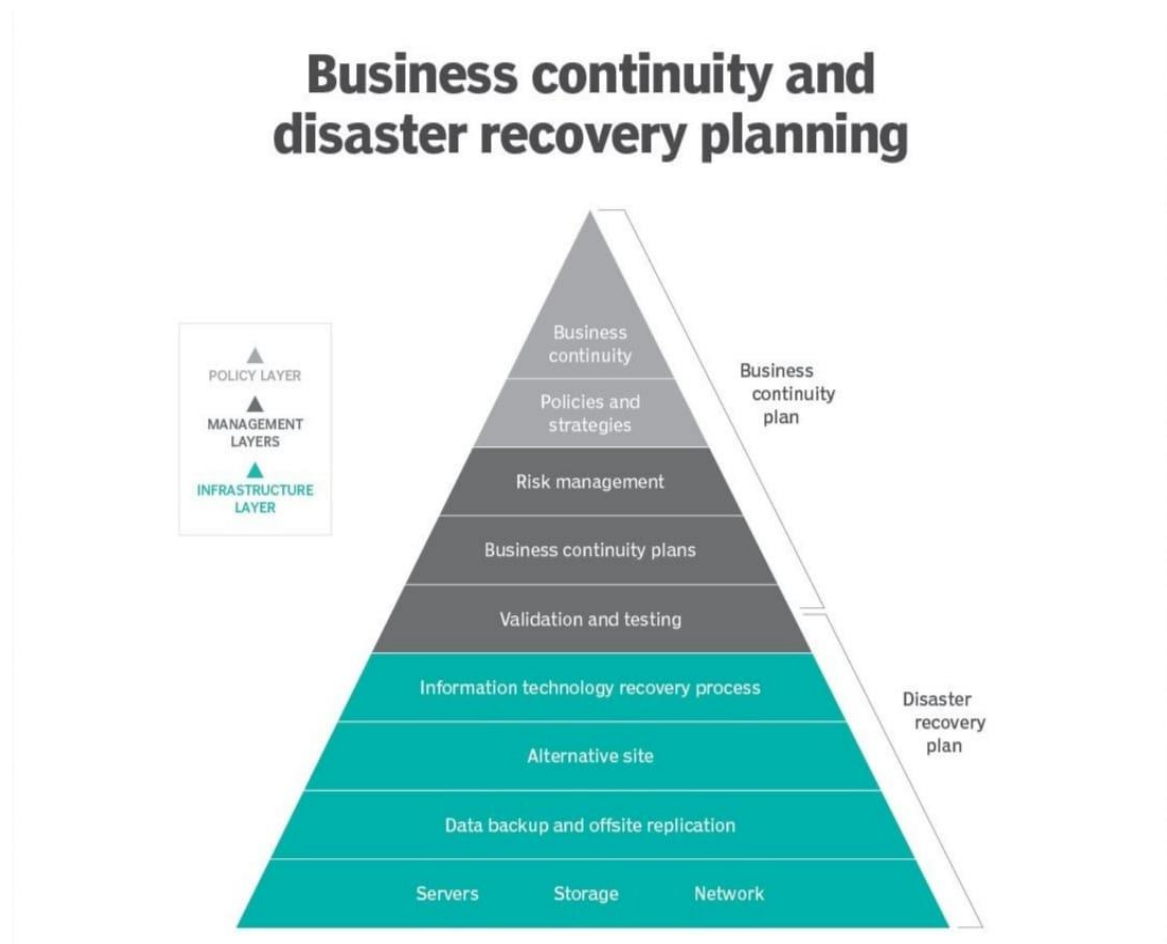 Business continuity and
disaster recovery planning
POLICY LAYER
MANAGEMENT
LAYERS
INFRASTRUCTURE
LAYER
Business
continuity
Policies and
strategies
Risk management
Business continuity plans
Validation and testing
Information technology recovery process
Alternative site
Data backup and offsite replication
Servers Storage Network
Business
continuity
plan
Disaster
recovery
plan